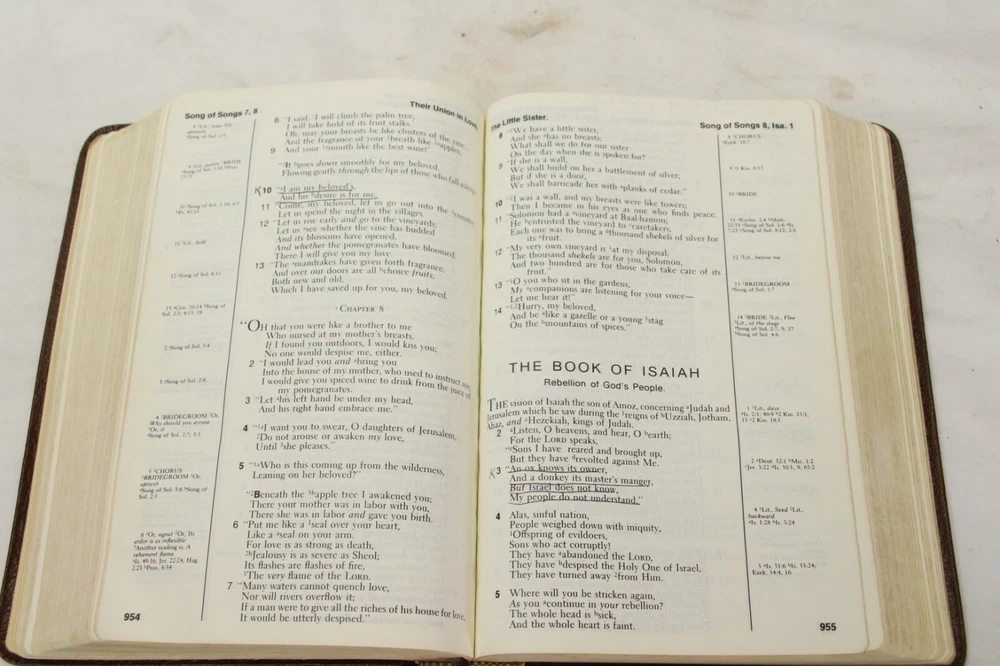 Song of Songs 7, 8
Their Union in Love
8 "I said, 'I will climb the palm tree,
I will take hold of its fruit stalks.'
Oh, may your breasts be like clusters of the vine,
And the fragrance of your breath like apples,
9 And your mouth like the best wine!"
"It goes down smoothly for my beloved,
Flowing gently through the lips of those who fall asleep.
10 "I am my beloved's,
And his desire is for me.
11 "Come, my beloved, let us go out into the country,
Let us spend the night in the villages.
12 "Let us rise early and go to the vineyards;
Let us see whether the vine has budded
And its blossoms have opened,
And whether the pomegranates have bloomed.
There I will give you my love.
13 "The mandrakes have given forth fragrance;
And over our doors are all choice fruits,
Both new and old,
Which I have saved up for you, my beloved.
CHAPTER 8
"OH that you were like a brother to me
Who nursed at my mother's breasts.
If I found you outdoors, I would kiss you;
No one would despise me, either.
2 "I would lead you and bring you
Into the house of my mother, who used to instruct me;
I would give you spiced wine to drink from the juice of
my pomegranates.
3 "Let his left hand be under my head,
And his right hand embrace me."
4 "I want you to swear, O daughters of Jerusalem,
Do not arouse or awaken my love,
Until she pleases."
5 "Who is this coming up from the wilderness,
Leaning on her beloved?"
"Beneath the apple tree I awakened you;
There your mother was in labor with you,
There she was in labor and gave you birth.
6 "Put me like a seal over your heart,
Like a seal on your arm.
For love is as strong as death,
Jealousy is as severe as Sheol;
Its flashes are flashes of fire,
The very flame of the LORD.
7 "Many waters cannot quench love,
Nor will rivers overflow it;
If a man were to give all the riches of his house for love,
It would be utterly despised."
2 Song of Sol. 3:4
3 Song of Sol. 2:6
11 Lit., field
12 Song of Sol. 6:11
954
The Little Sister.
Song of Songs 8, Isa. 1
8 "We have a little sister,
And she has no breasts;
What shall we do for our sister
On the day when she is spoken for?
9 "If she is a wall,
We shall build on her a battlement of silver;
But if she is a door,
We shall barricade her with planks of cedar."
10 "I was a wall, and my breasts were like towers;
Then I became in his eyes as one who finds peace.
11 "Solomon had a vineyard at Baal-hamon;
He entrusted the vineyard to caretakers;
Each one was to bring a thousand shekels of silver for
its fruit.
12 "My very own vineyard is at my disposal;
The thousand shekels are for you, Solomon,
And two hundred are for those who take care of its
fruit."
13 "O you who sit in the gardens,
My companions are listening for your voice—
Let me hear it!"
14 "Hurry, my beloved,
And be like a gazelle or a young stag
On the mountains of spices."
THE BOOK OF ISAIAH
Rebellion of God's People.
THE vision of Isaiah the son of Amoz, concerning Judah and
Jerusalem which he saw during the reigns of Uzziah, Jotham,
Ahaz, and Hezekiah, kings of Judah.
2 Listen, O heavens, and hear, O earth;
For the LORD speaks,
"Sons I have reared and brought up,
But they have revolted against Me.
3 "An ox knows its owner,
And a donkey its master's manger,
But Israel does not know,
My people do not understand."
4 Alas, sinful nation,
People weighed down with iniquity,
Offspring of evildoers,
Sons who act corruptly!
They have abandoned the LORD,
They have despised the Holy One of Israel,
They have turned away from Him.
5 Where will you be stricken again,
As you continue in your rebellion?
The whole head is sick,
And the whole heart is faint.
10 BRIDE
12 Lit., before me
13 BRIDEGROOM
Song of Sol. 1:7
955